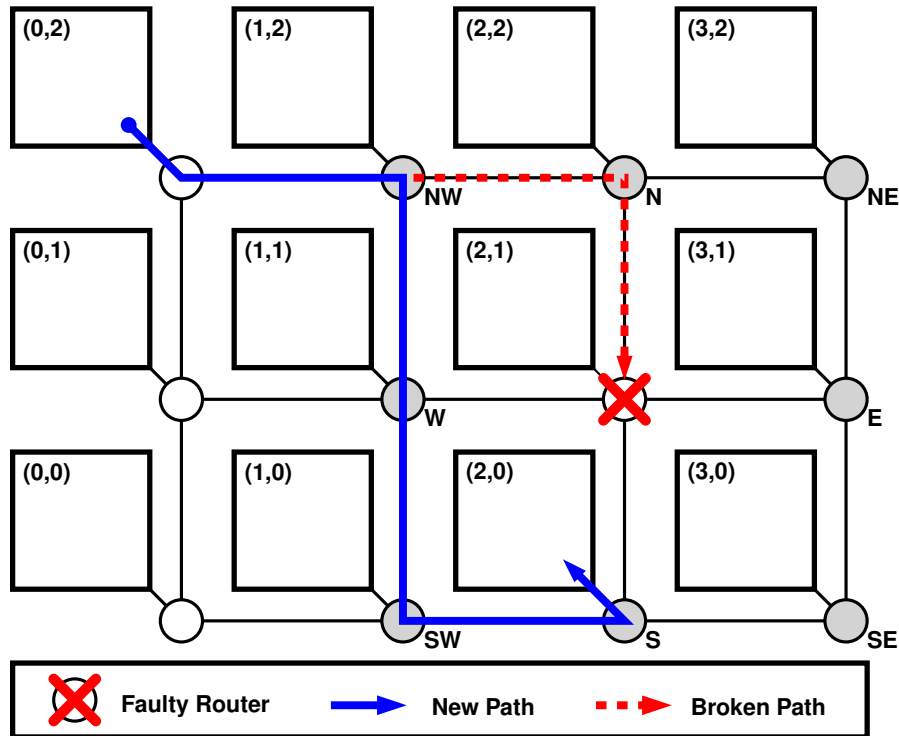 (0,2) (1,2) (2,2) (3,2)
NW N NE
(0,1) (1,1) (2,1) (3,1)
W E
(0,0) (1,0) (2,0) (3,0)
SW S SE
Faulty Router New Path Broken Path